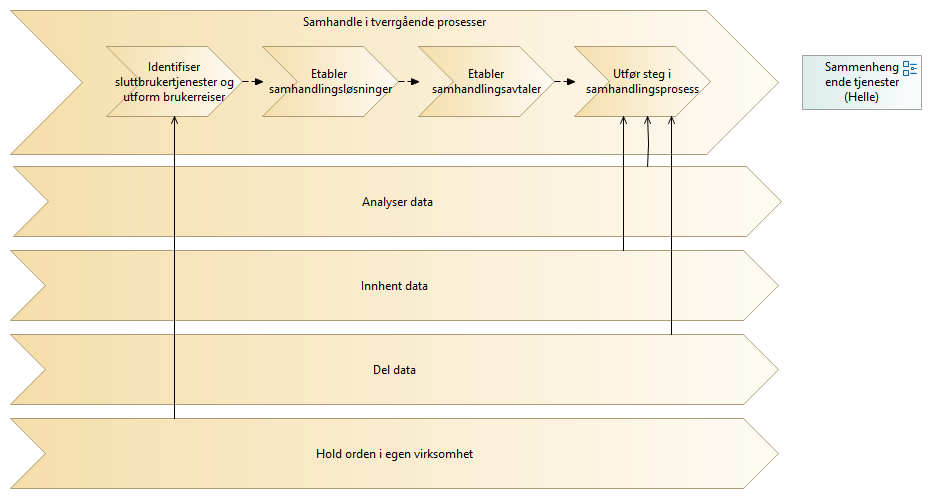 Samhandle i tverrgående prosesser
Identifiser
sluttbrukertjenester og
utform brukerreiser
Etabler
samhandlingsløsninger
Etabler
samhandlingsavtaler
Utfør steg i
samhandlingsprosess
Sammenheng
ende tjenester
(Helle)
Analyser data
Innhent data
Del data
Hold orden i egen virksomhet